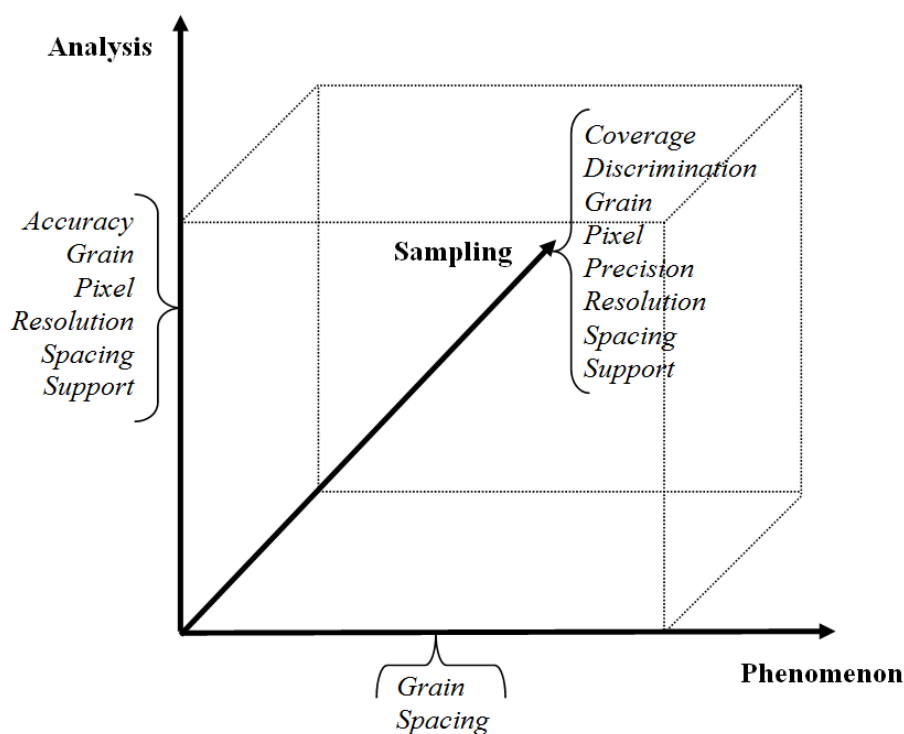 Analysis
Accuracy
Grain
Pixel
Resolution
Spacing
Support
Sampling
Coverage
Discrimination
Grain
Pixel
Precision
Resolution
Spacing
Support
Phenomenon
Grain
Spacing